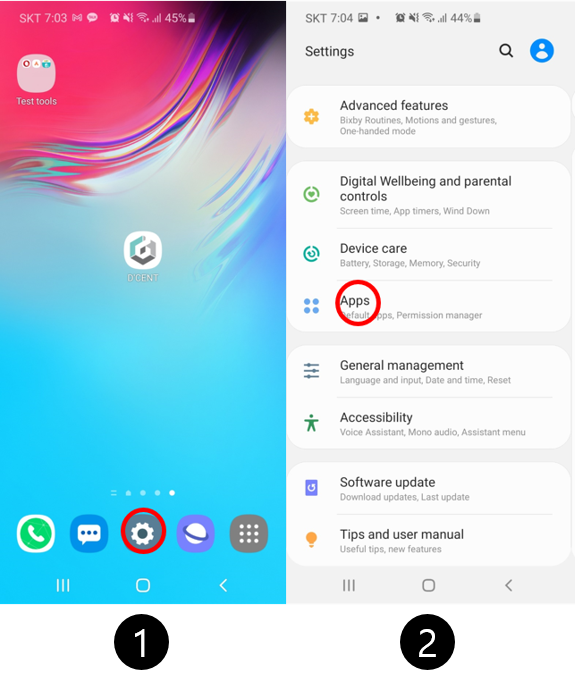 SKT 7:03
45%
Test tools
D'CENT
1
SKT 7:04
44%
Settings
Advanced features
Bixby Routines, Motions and gestures,
One-handed mode
Digital Wellbeing and parental
controls
Screen time, App timers, Wind Down
Device care
Battery, Storage, Memory, Security
Apps
Default apps, Permission manager
General management
Language and input, Date and time, Reset
Accessibility
Voice Assistant, Mono audio, Assistant menu
Software update
Download updates, Last update
Tips and user manual
Useful tips, new features
2